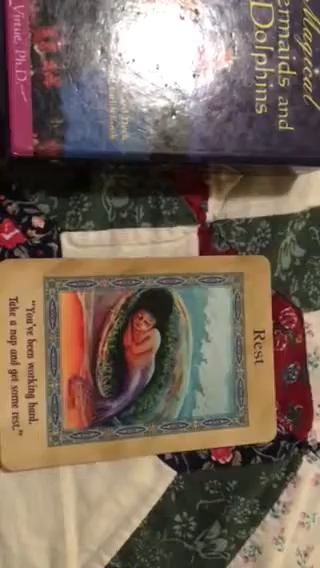 Magical
ermaids and
Dolphins
Virtue, Ph.D.
Rest
"You've been working hard.
Take a nap and get some rest."